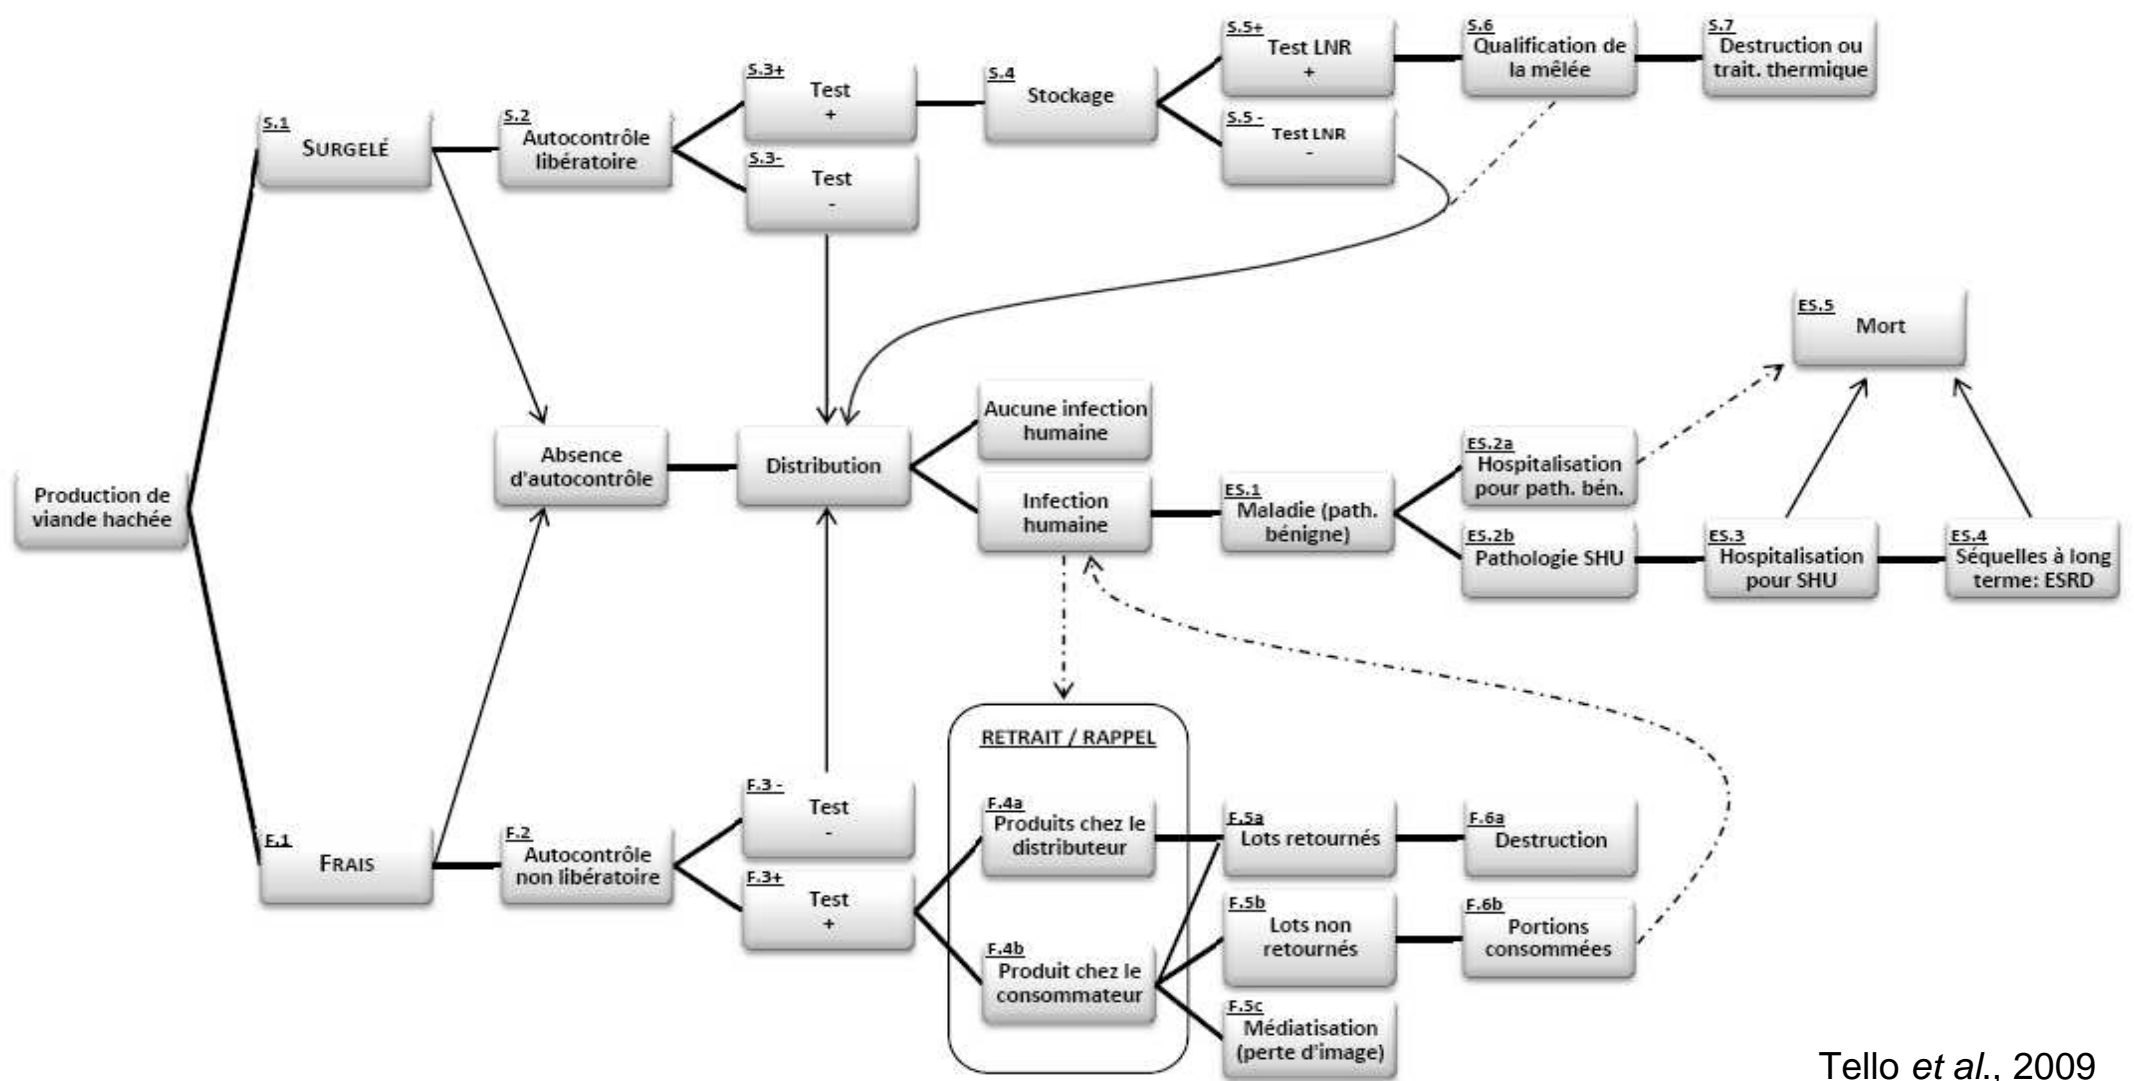 S.1
SURGELÉ
S.2
Autocontrôle
libératoire
S.3+
Test
+
S.3-
Test
-
S.4
Stockage
S.5+
Test LNR
+
S.5 -
Test LNR
-
S.6
Qualification de
la mêlée
S.7
Destruction ou
trait. thermique
Production de
viande hachée
Absence
d'autocontrôle
Distribution
Aucune infection
humaine
Infection
humaine
ES.1
Maladie (path.
bénigne)
ES.2a
Hospitalisation
pour path. bén.
ES.2b
Pathologie SHU
ES.3
Hospitalisation
pour SHU
ES.4
Séquelles à long
terme: ESRD
ES.5
Mort
F.1
FRAIS
F.2
Autocontrôle
non libératoire
F.3 -
Test
-
F.3+
Test
+
RETRAIT / RAPPEL
F.4a
Produits chez le
distributeur
F.4b
Produit chez le
consommateur
F.5a
Lots retournés
F.5b
Lots non
retournés
F.5c
Médiatisation
(perte d'image)
F.6a
Destruction
F.6b
Portions
consommées
Tello et al., 2009